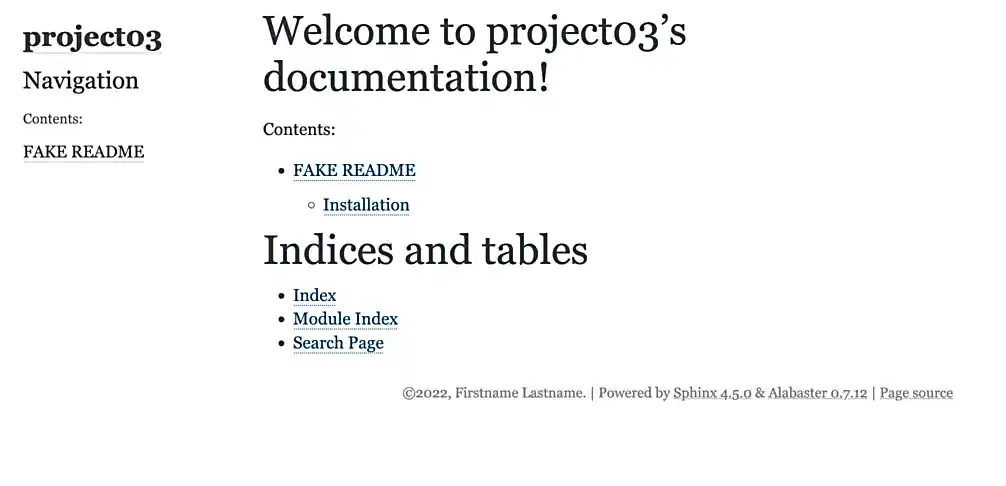 project03
Navigation
Contents:
FAKE README
Welcome to project03’s
documentation!
Contents:
• FAKE README
◦ Installation
Indices and tables
• Index
• Module Index
• Search Page
©2022, Firstname Lastname. | Powered by Sphinx 4.5.0 & Alabaster 0.7.12 | Page source